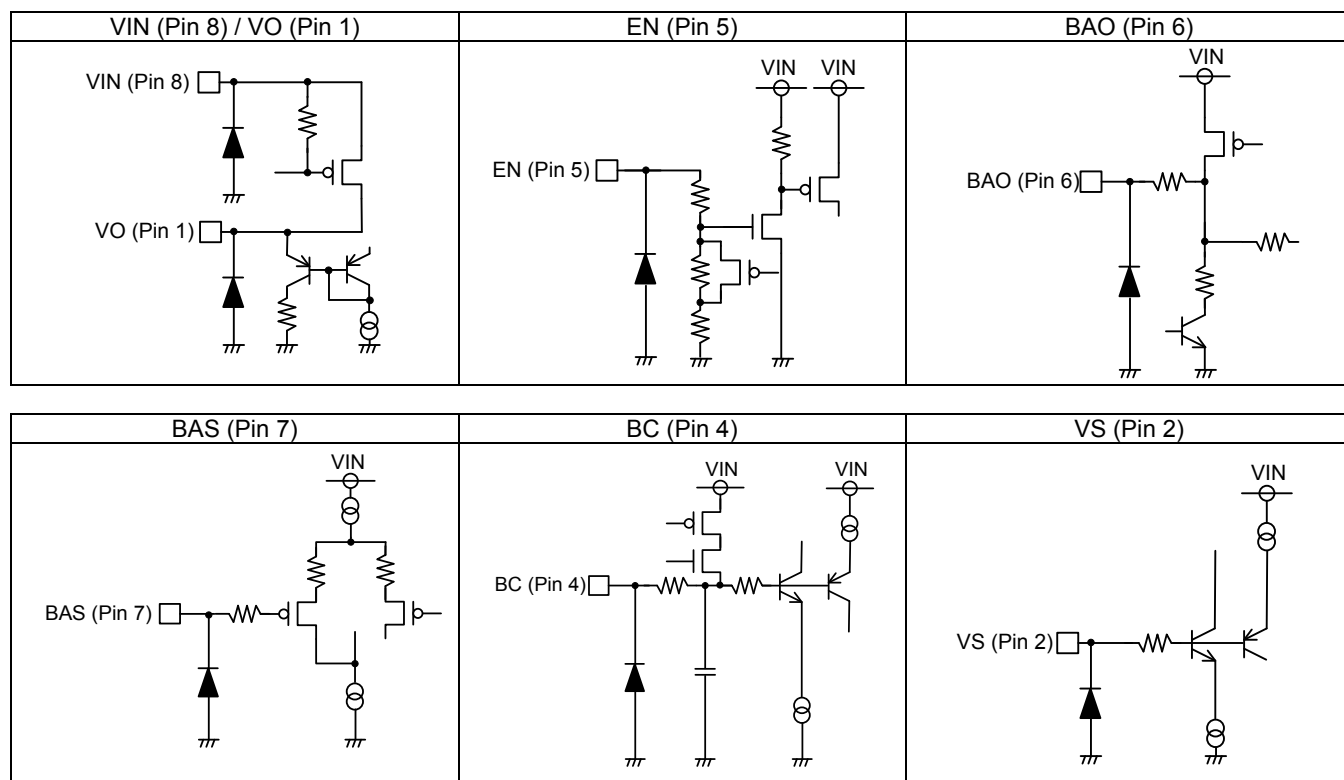 VIN (Pin 8) / VO (Pin 1)
EN (Pin 5)
BAO (Pin 6)
VIN (Pin 8)
VO (Pin 1)
VIN
VIN
EN (Pin 5)
VIN
BAO (Pin 6)
BAS (Pin 7)
BC (Pin 4)
VS (Pin 2)
VIN
BAS (Pin 7)
VIN
VIN
BC (Pin 4)
VIN
VS (Pin 2)